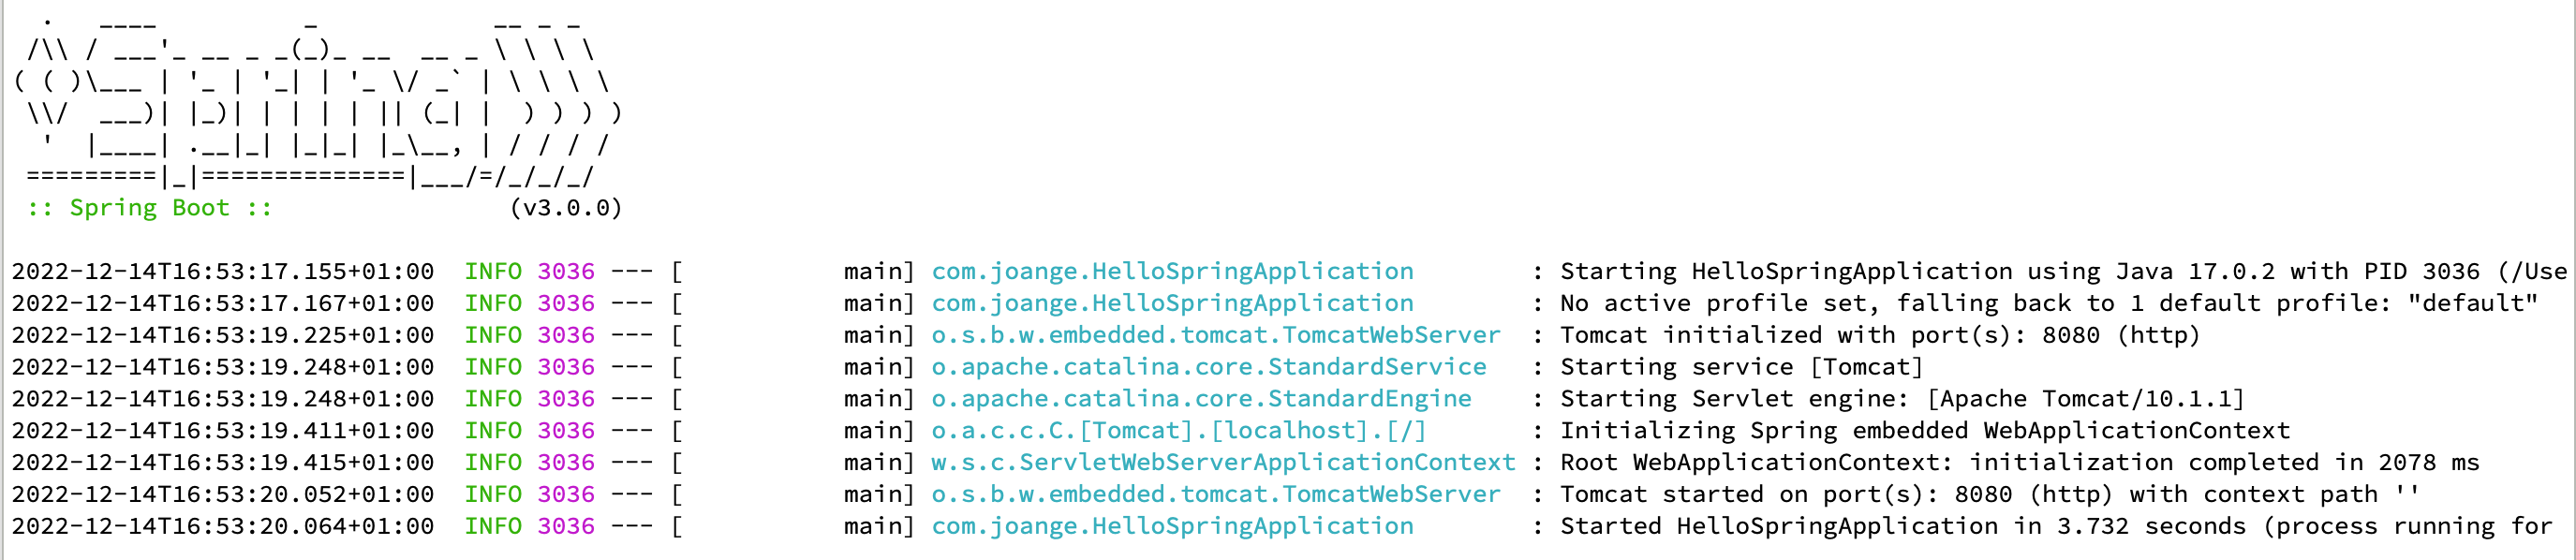 .   ____          _            __ _ _
 /\\ / ___'_ __ _ _(_)_ __  __ _ \ \ \ \
( ( )\___ | '_ | '_| | '_ \/ _` | \ \ \ \
 \\/  ___)| |_)| | | | | || (_| |  ) ) ) )
  '  |____| .__|_| |_|_| |_\__, | / / / /
 =========|_|==============|___/=/_/_/_/
 :: Spring Boot ::                (v3.0.0)
2022-12-14T16:53:17.155+01:00  INFO 3036 --- [           main] com.joange.HelloSpringApplication        : Starting HelloSpringApplication using Java 17.0.2 with PID 3036 (/Use
2022-12-14T16:53:17.167+01:00  INFO 3036 --- [           main] com.joange.HelloSpringApplication        : No active profile set, falling back to 1 default profile: "default"
2022-12-14T16:53:19.225+01:00  INFO 3036 --- [           main] o.s.b.w.embedded.tomcat.TomcatWebServer  : Tomcat initialized with port(s): 8080 (http)
2022-12-14T16:53:19.248+01:00  INFO 3036 --- [           main] o.apache.catalina.core.StandardService   : Starting service [Tomcat]
2022-12-14T16:53:19.248+01:00  INFO 3036 --- [           main] o.apache.catalina.core.StandardEngine    : Starting Servlet engine: [Apache Tomcat/10.1.1]
2022-12-14T16:53:19.411+01:00  INFO 3036 --- [           main] o.a.c.c.C.[Tomcat].[localhost].[/]       : Initializing Spring embedded WebApplicationContext
2022-12-14T16:53:19.415+01:00  INFO 3036 --- [           main] w.s.c.ServletWebServerApplicationContext : Root WebApplicationContext: initialization completed in 2078 ms
2022-12-14T16:53:20.052+01:00  INFO 3036 --- [           main] o.s.b.w.embedded.tomcat.TomcatWebServer  : Tomcat started on port(s): 8080 (http) with context path ''
2022-12-14T16:53:20.064+01:00  INFO 3036 --- [           main] com.joange.HelloSpringApplication        : Started HelloSpringApplication in 3.732 seconds (process running for